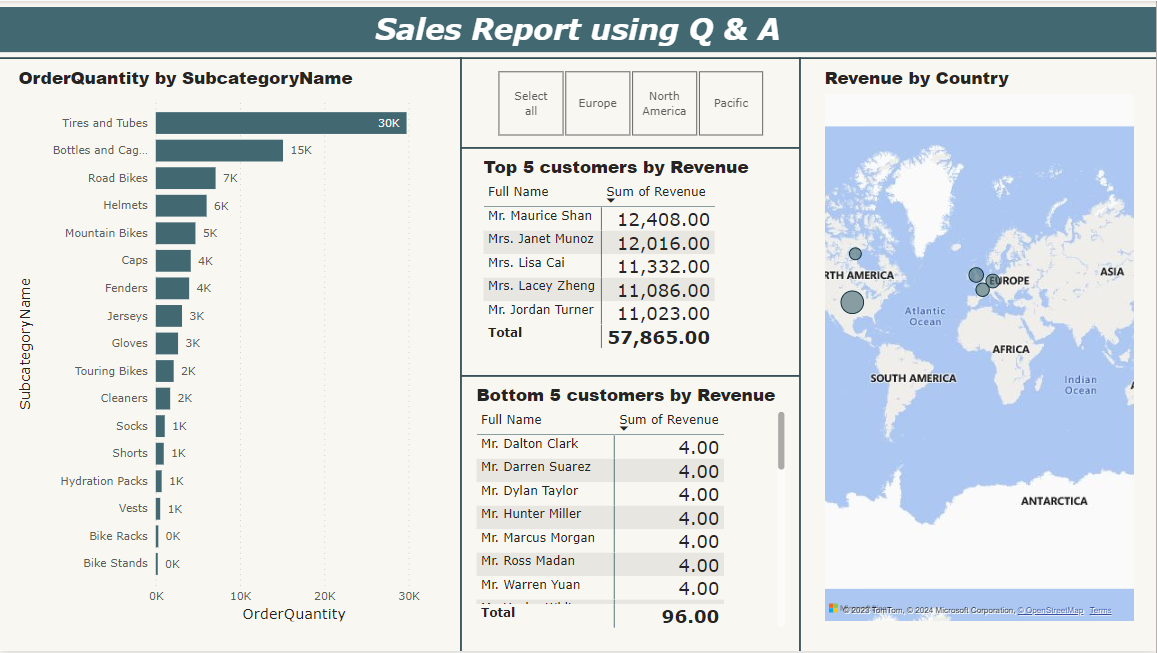 Sales Report using Q & A
OrderQuantity by SubcategoryName
SubcategoryName
Tires and Tubes 30K
Bottles and Cag... 15K
Road Bikes 7K
Helmets 6K
Mountain Bikes 5K
Caps 4K
Fenders 4K
Jerseys 3K
Gloves 3K
Touring Bikes 2K
Cleaners 2K
Socks 1K
Shorts 1K
Hydration Packs 1K
Vests 1K
Bike Racks 0K
Bike Stands 0K
0K 10K 20K 30K
OrderQuantity
Select
all
Europe
North
America
Pacific
Top 5 customers by Revenue
Full Name Sum of Revenue
Mr. Maurice Shan 12,408.00
Mrs. Janet Munoz 12,016.00
Mrs. Lisa Cai 11,332.00
Mrs. Lacey Zheng 11,086.00
Mr. Jordan Turner 11,023.00
Total 57,865.00
Bottom 5 customers by Revenue
Full Name Sum of Revenue
Mr. Dalton Clark 4.00
Mr. Darren Suarez 4.00
Mr. Dylan Taylor 4.00
Mr. Hunter Miller 4.00
Mr. Marcus Morgan 4.00
Mr. Ross Madan 4.00
Mr. Warren Yuan 4.00
Total 96.00
Revenue by Country
RTH AMERICA
EUROPE
ASIA
Atlantic
Ocean
AFRICA
SOUTH AMERICA
Indian
Ocean
ANTARCTICA
© 2023 TomTom, © 2024 Microsoft Corporation, © OpenStreetMap Terms